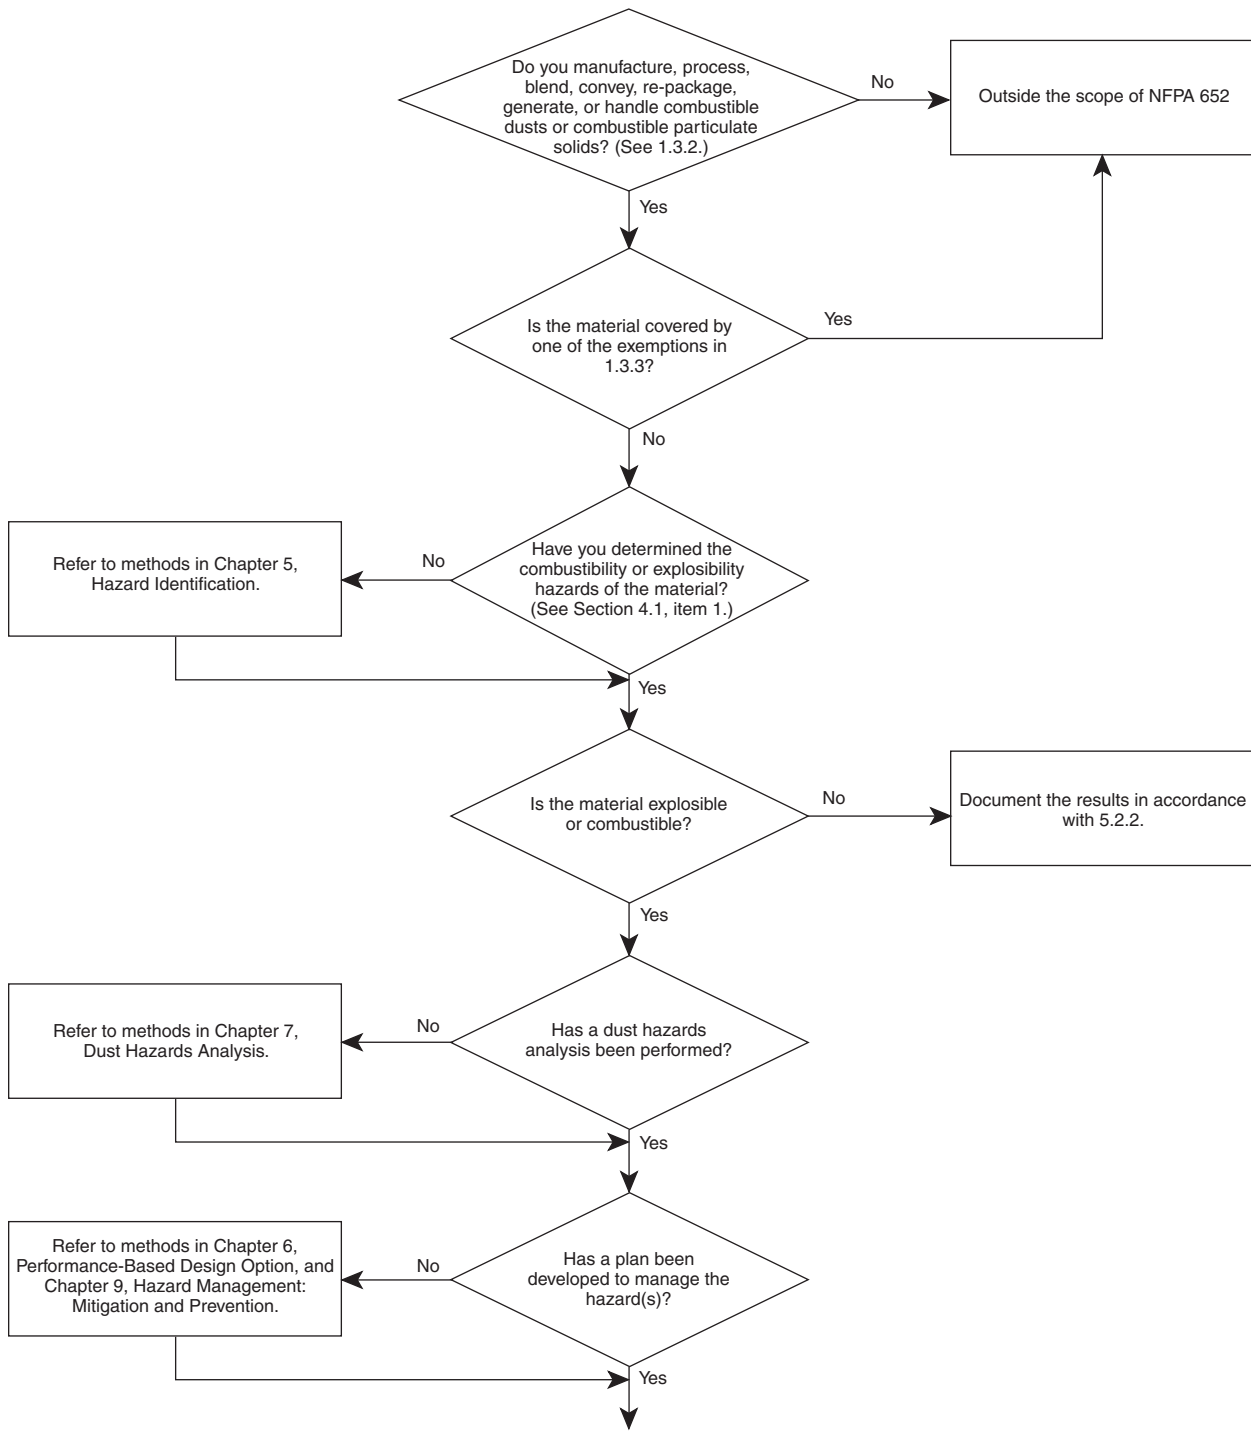 Do you manufacture, process,
blend, convey, re-package,
generate, or handle combustible
dusts or combustible particulate
solids? (See 1.3.2.)
No
Outside the scope of NFPA 652
Yes
Is the material covered by
one of the exemptions in
1.3.3?
Yes
No
Have you determined the
combustibility or explosibility
hazards of the material?
(See Section 4.1, item 1.)
No
Refer to methods in Chapter 5,
Hazard Identification.
Yes
Is the material explosible
or combustible?
No
Document the results in accordance
with 5.2.2.
Yes
Has a dust hazards
analysis been performed?
No
Refer to methods in Chapter 7,
Dust Hazards Analysis.
Yes
Has a plan been
developed to manage the
hazard(s)?
No
Refer to methods in Chapter 6,
Performance-Based Design Option, and
Chapter 9, Hazard Management:
Mitigation and Prevention.
Yes